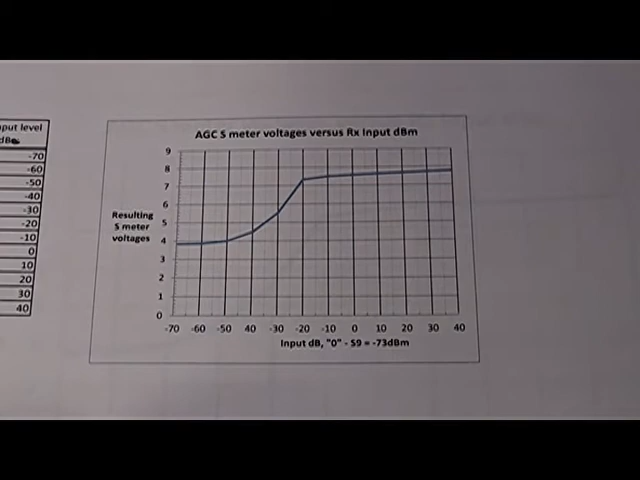 put level
dB
-70
-60
-50
-40
-30
-20
-10
0
10
20
30
40
AGC S meter voltages versus Rx Input dBm
9
8
7
6
5
4
3
2
1
0
Resulting
S meter
voltages
-70 -60 -50 40 -30 -20 -10 0 10 20 30 40
Input dB, "0" - S9 = -73dBm